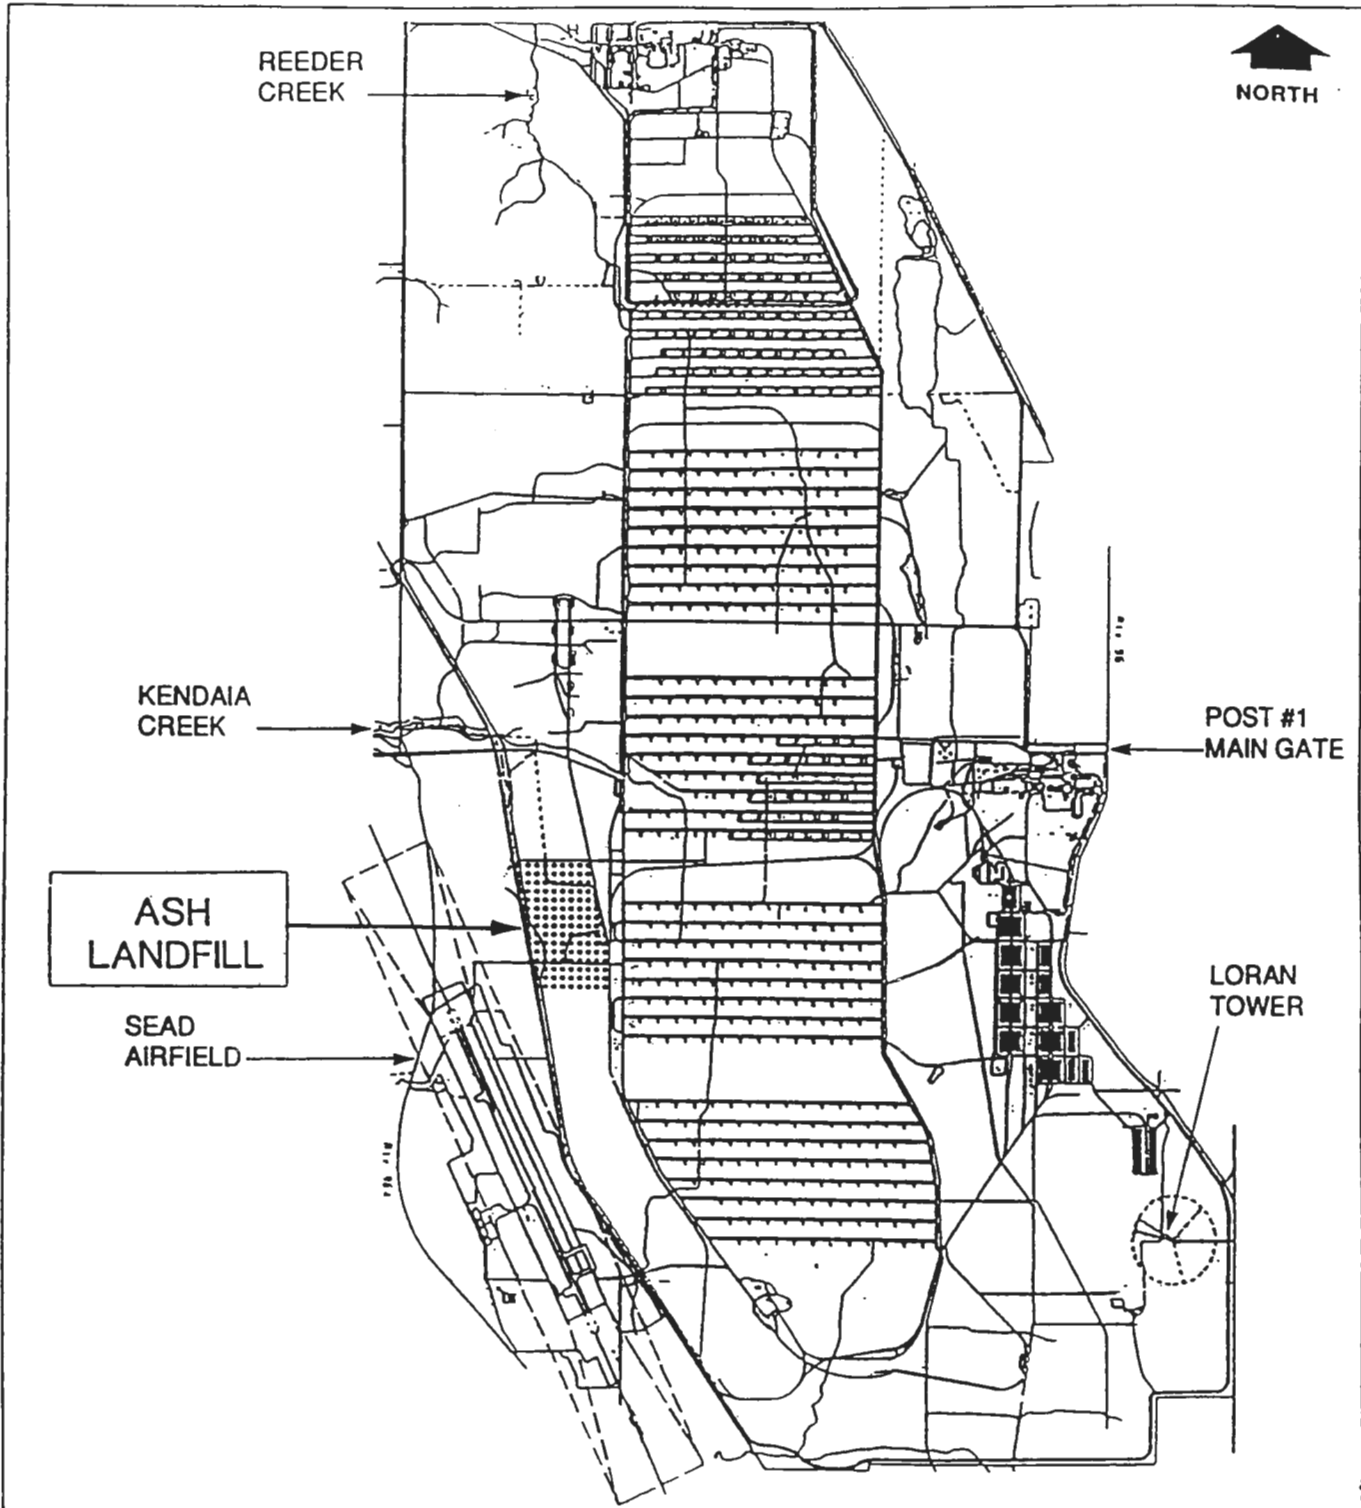 REEDER
CREEK
NORTH
KENDAIA
CREEK
POST #1
MAIN GATE
ASH
LANDFILL
LORAN
TOWER
SEAD
AIRFIELD